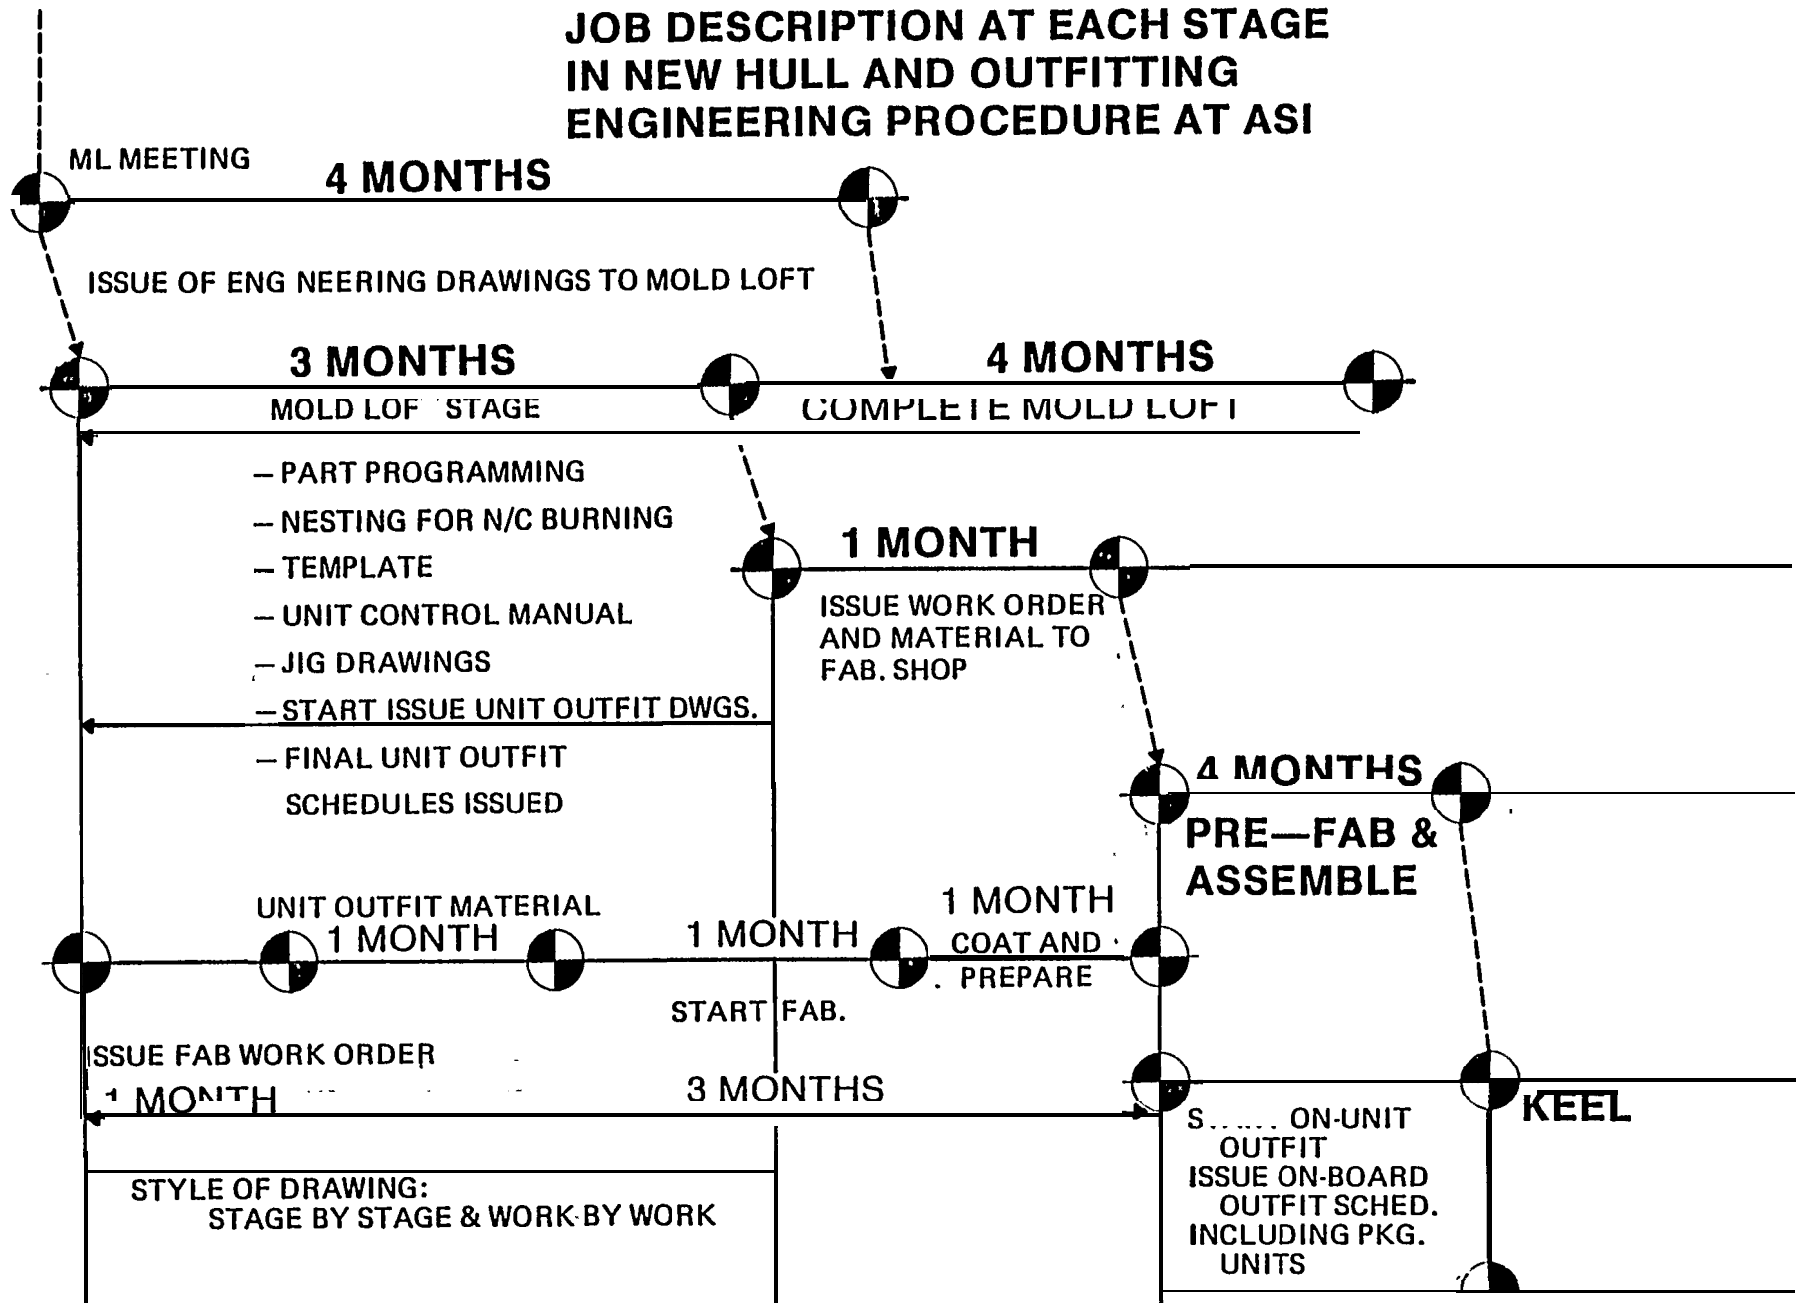 JOB DESCRIPTION AT EACH STAGE
IN NEW HULL AND OUTFITTING
ENGINEERING PROCEDURE AT ASI
ML MEETING
4 MONTHS
ISSUE OF ENG NEERING DRAWINGS TO MOLD LOFT
3 MONTHS
4 MONTHS
MOLD LOF STAGE
COMPLETE MOLD LOFT
– PART PROGRAMMING
– NESTING FOR N/C BURNING
– TEMPLATE
– UNIT CONTROL MANUAL
– JIG DRAWINGS
– START ISSUE UNIT OUTFIT DWGS.
– FINAL UNIT OUTFIT
SCHEDULES ISSUED
1 MONTH
ISSUE WORK ORDER
AND MATERIAL TO
FAB. SHOP
4 MONTHS
PRE—FAB &
ASSEMBLE
UNIT OUTFIT MATERIAL
1 MONTH
1 MONTH
1 MONTH
COAT AND
PREPARE
START FAB.
ISSUE FAB WORK ORDER
1 MONTH
3 MONTHS
KEEL
ON-UNIT
OUTFIT
ISSUE ON-BOARD
OUTFIT SCHED.
INCLUDING PKG.
UNITS
STYLE OF DRAWING:
STAGE BY STAGE & WORK BY WORK